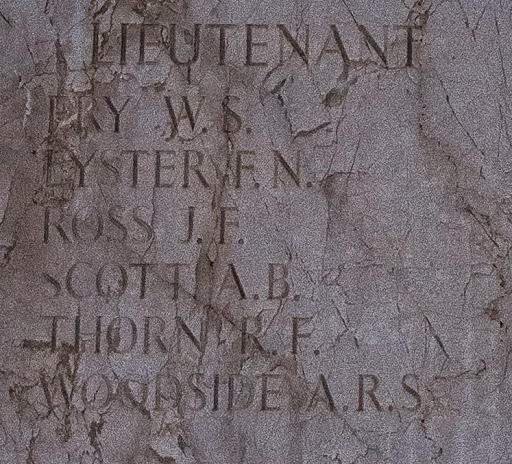 LIEUTENANT
FRY W.S.
LYSTER F.N.
ROSS J.F.
SCOTT A.B.
THORN R.F.
WOODSIDE A.R.S.